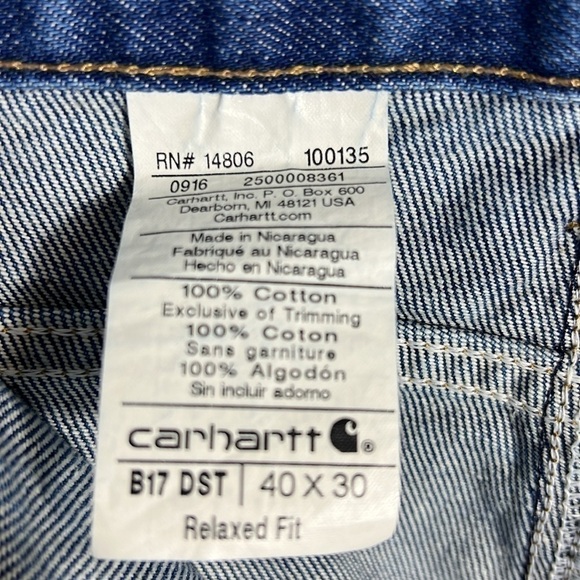 RN# 14806 100135
0916 2500008361
Carhartt, Inc. P. O. Box 600
Dearborn, MI 48121 USA
Carhartt.com
Made in Nicaragua
Fabriqué au Nicaragua
Hecho en Nicaragua
100% Cotton
Exclusive of Trimming
100% Coton
Sans garniture
100% Algodón
Sin incluir adorno
carhartt ®
B17 DST 40 X 30
Relaxed Fit